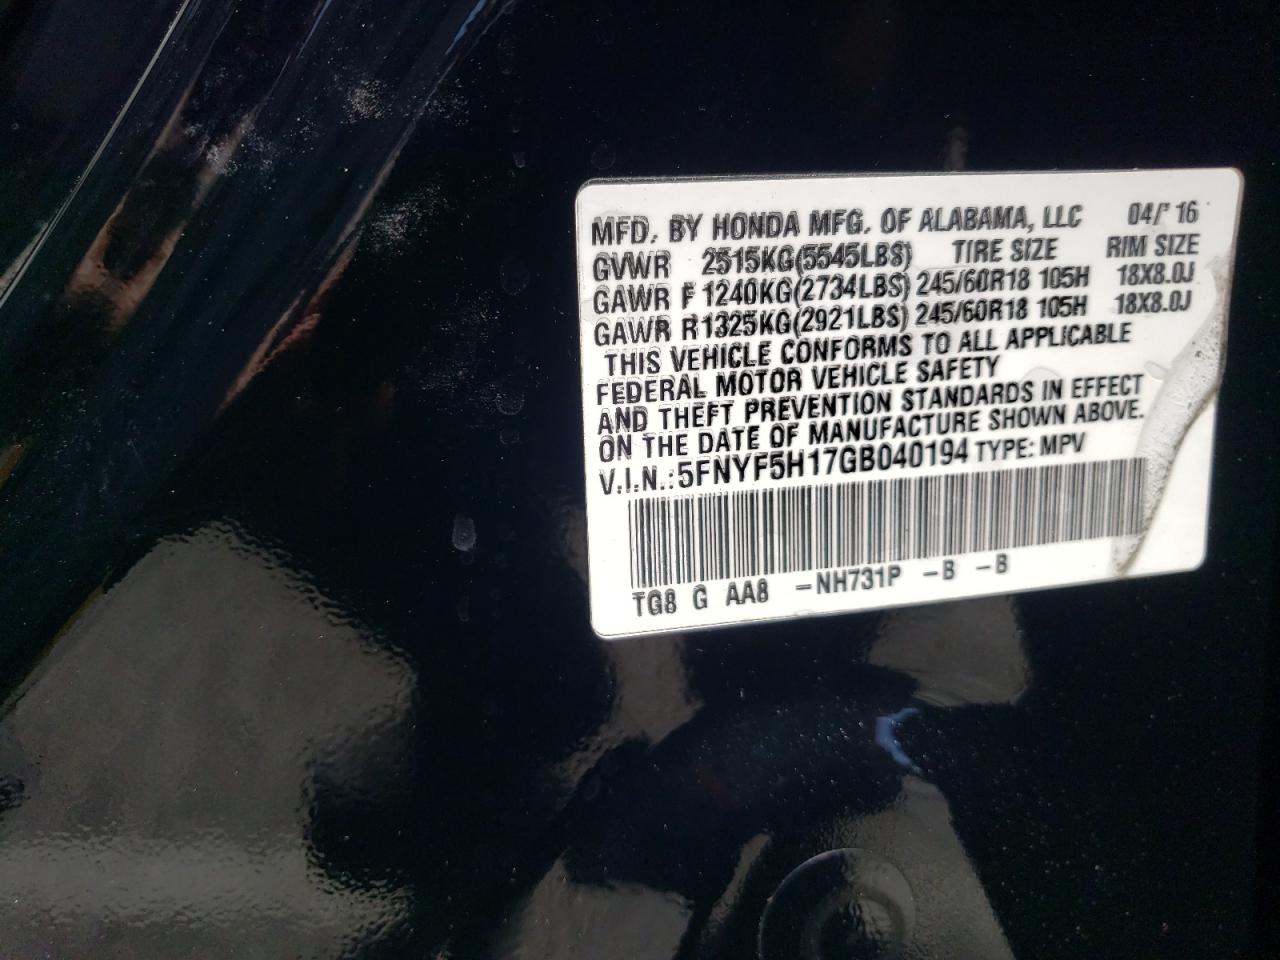 MFD. BY HONDA MFG. OF ALABAMA, LLC 04/'16
GVWR 2515KG(5545LBS) TIRE SIZE RIM SIZE
GAWR F 1240KG(2734LBS) 245/60R18 105H 18X8.0J
GAWR R 1325KG(2921LBS) 245/60R18 105H 18X8.0J
THIS VEHICLE CONFORMS TO ALL APPLICABLE
FEDERAL MOTOR VEHICLE SAFETY
AND THEFT PREVENTION STANDARDS IN EFFECT
ON THE DATE OF MANUFACTURE SHOWN ABOVE.
V.I.N.: 5FNYF5H17GB040194 TYPE: MPV
TG8 G AA8 -NH731P -B -B